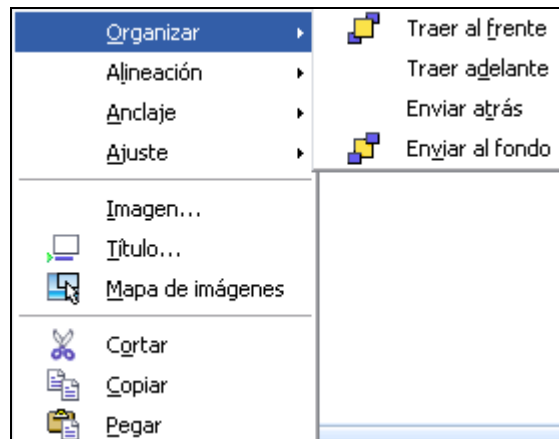 Organizar
Alineación
Anclaje
Ajuste
Imagen...
Título...
Mapa de imágenes
Cortar
Copiar
Pegar
Traer al frente
Traer adelante
Enviar atrás
Enviar al fondo